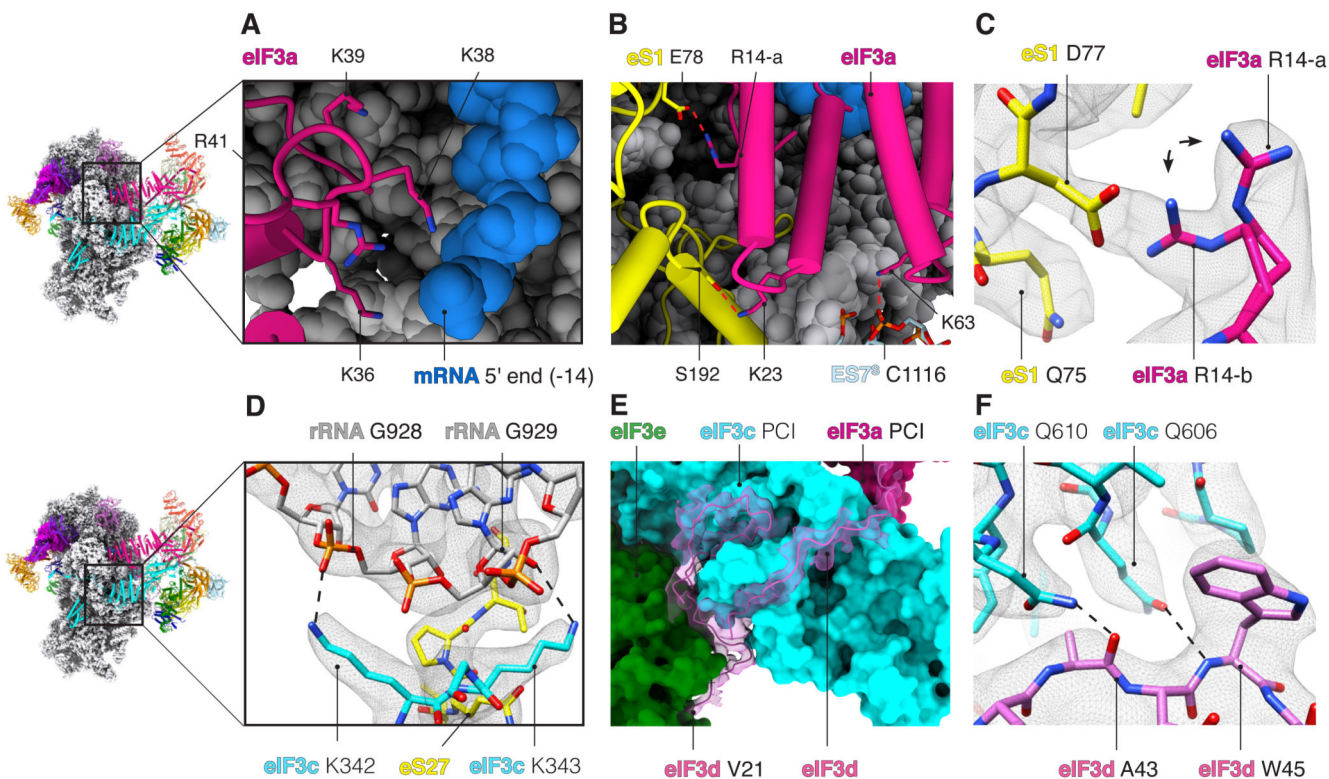 A
eIF3a K39 K38
R41
K36 mRNA 5' end (-14)
B
eS1 E78 R14-a eIF3a
K63
S192 K23 ES7ˢ C1116
C
eS1 D77 eIF3a R14-a
eS1 Q75 eIF3a R14-b
D
rRNA G928 rRNA G929
eIF3c K342 eS27 eIF3c K343
E
eIF3e eIF3c PCI eIF3a PCI
eIF3d V21 eIF3d
F
eIF3c Q610 eIF3c Q606
eIF3d A43 eIF3d W45